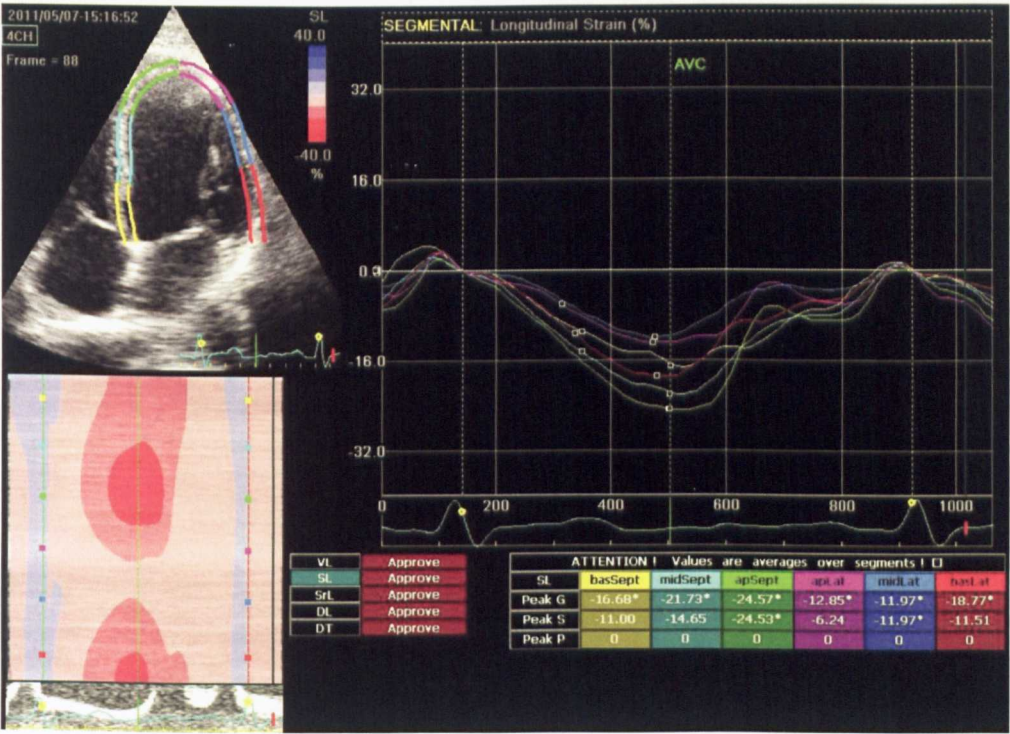 2011/05/07-15:16:52
4CH
Frame = 88
SL
40.0
-40.0
%
SEGMENTAL: Longitudinal Strain (%)
AVC
32.0
16.0
0.0
-16.0
-32.0
0 200 400 600 800 1000
VL Approve
SL Approve
SrL Approve
DL Approve
DT Approve
ATTENTION ! Values are averages over segments !
SL basSept midSept apSept apLat midLat basLat
Peak G -16.68* -21.73* -24.57* -12.85* -11.97* -18.77*
Peak S -11.00 -14.65 -24.53* -6.24 -11.97* -11.51
Peak P 0 0 0 0 0 0